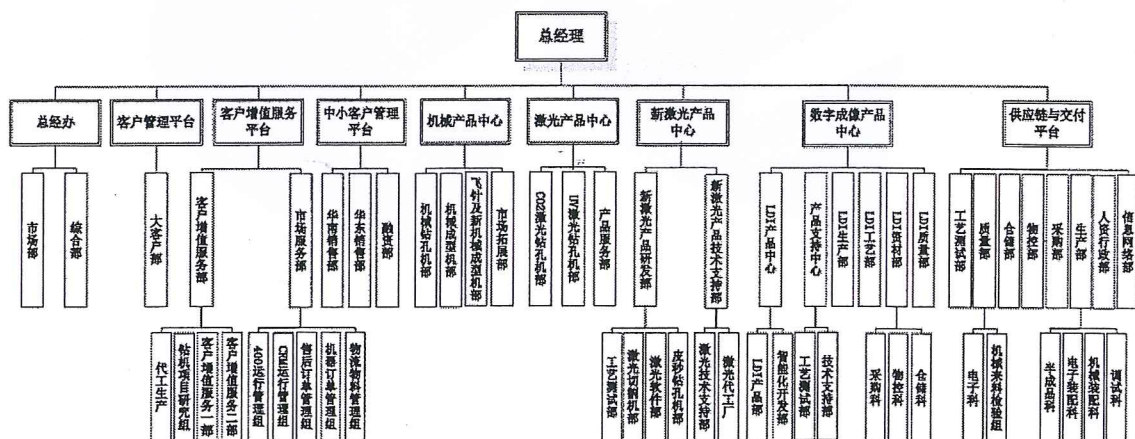 总经理
总经办
客户管理平台
客户增值服务
平台
中小客户管理
平台
机械产品中心
激光产品中心
新激光产品
中心
数字成像产品
中心
供应链与交付
平台
市场部
综合部
大客户部
客户增值服务部
市场服务部
华南销售部
华东销售部
融资部
机械钻孔机部
机械成型机部
飞针及新机械成型机部
市场拓展部
CO2激光钻孔机部
UV激光钻孔机部
产品服务部
新激光产品研发部
新激光产品技术支持部
LDI产品中心
产品支持中心
LDI生产部
LDI工艺部
LDI资材部
LDI质量部
工艺测试部
质量部
仓储部
物控部
采购部
生产部
人资行政部
信息网络部
代工生产
钻机项目研究组
客户增值服务一部
客户增值服务二部
400运行管理组
CRM运行管理组
售后订单管理组
机器订单管理组
物流物料管理组
工艺测试部
激光切割机部
激光软件部
皮秒钻孔机部
激光技术支持部
激光代工厂
LDI产品部
智能化开发部
工艺测试部
技术支持部
采购科
物控科
仓储科
电子科
机械来料检验组
半成品科
电子装配科
机械装配科
调试科